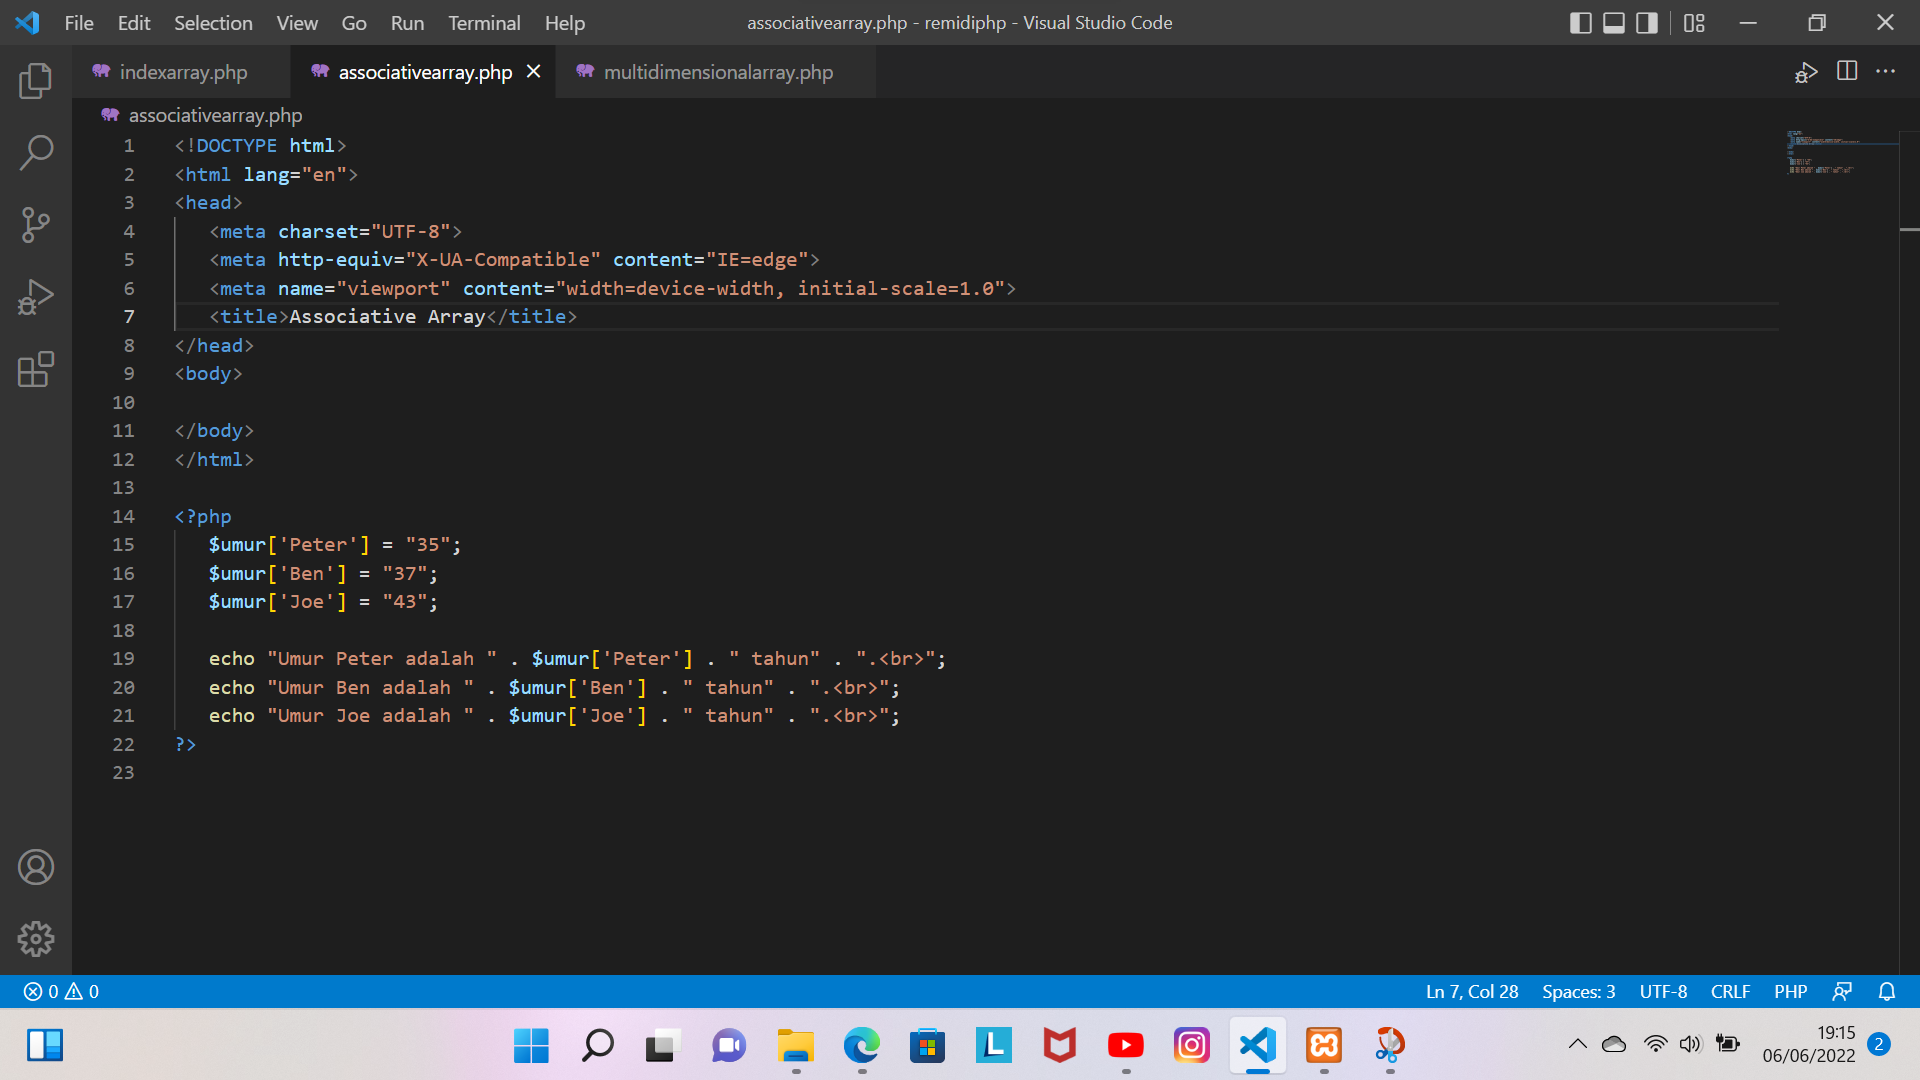 File Edit Selection View Go Run Terminal Help associativearray.php - remidiphp - Visual Studio Code
indexarray.php associativearray.php multidimensionalarray.php
associativearray.php
1 <!DOCTYPE html>
2 <html lang="en">
3 <head>
4 <meta charset="UTF-8">
5 <meta http-equiv="X-UA-Compatible" content="IE=edge">
6 <meta name="viewport" content="width=device-width, initial-scale=1.0">
7 <title>Associative Array</title>
8 </head>
9 <body>
10
11 </body>
12 </html>
13
14 <?php
15 $umur['Peter'] = "35";
16 $umur['Ben'] = "37";
17 $umur['Joe'] = "43";
18
19 echo "Umur Peter adalah " . $umur['Peter'] . " tahun" . ".<br>";
20 echo "Umur Ben adalah " . $umur['Ben'] . " tahun" . ".<br>";
21 echo "Umur Joe adalah " . $umur['Joe'] . " tahun" . ".<br>";
22 ?>
23
0 0 Ln 7, Col 28 Spaces: 3 UTF-8 CRLF PHP
L
19:15
06/06/2022 2